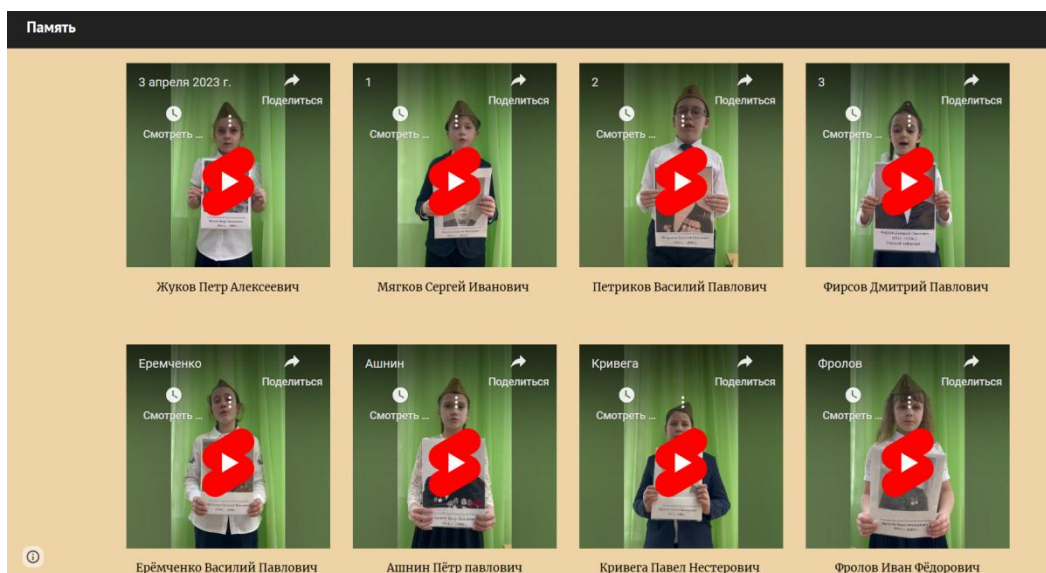 Память
3 апреля 2023 г.
Поделиться
Смотреть ...
1
Поделиться
Смотреть ...
2
Поделиться
Смотреть ...
3
Поделиться
Смотреть ...
Жуков Петр Алексеевич
Мягков Сергей Иванович
Петриков Василий Павлович
Фирсов Дмитрий Павлович
Еремченко
Поделиться
Смотреть ...
Ашнин
Поделиться
Смотреть ...
Кривега
Поделиться
Смотреть ...
Фролов
Поделиться
Смотреть ...
Ерёмченко Василий Павлович
Ашнин Пётр павлович
Кривега Павел Нестерович
Фролов Иван Фёдорович